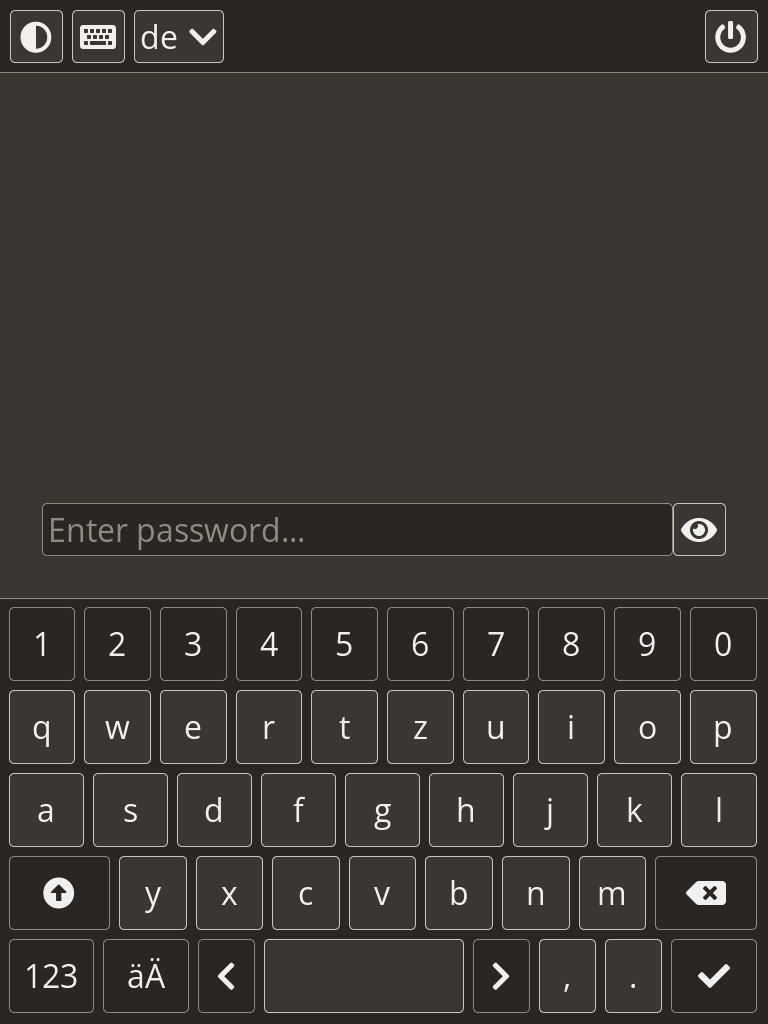 de
Enter password...
1 2 3 4 5 6 7 8 9 0
q w e r t z u i o p
a s d f g h j k l
y x c v b n m
123 äÄ , .